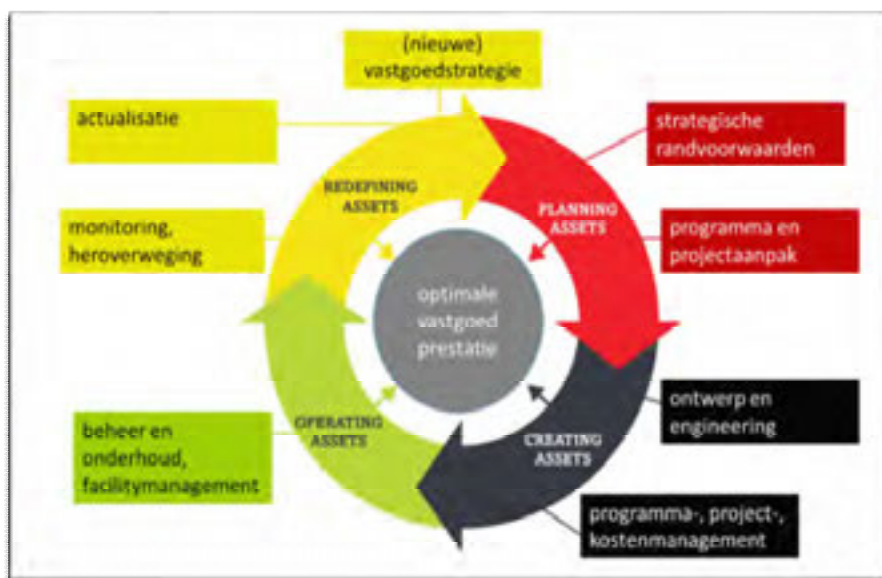 (nieuwe)
vastgoedstrategie
actualisatie
strategische
randvoorwaarden
REDEFINING
ASSETS
PLANNING
ASSETS
monitoring,
heroverweging
programma en
projectaanpak
optimale
vastgoed
prestatie
ontwerp en
engineering
beheer en
onderhoud,
facilitymanagement
OPERATING
ASSETS
CREATING
ASSETS
programma-, project-,
kostenmanagement